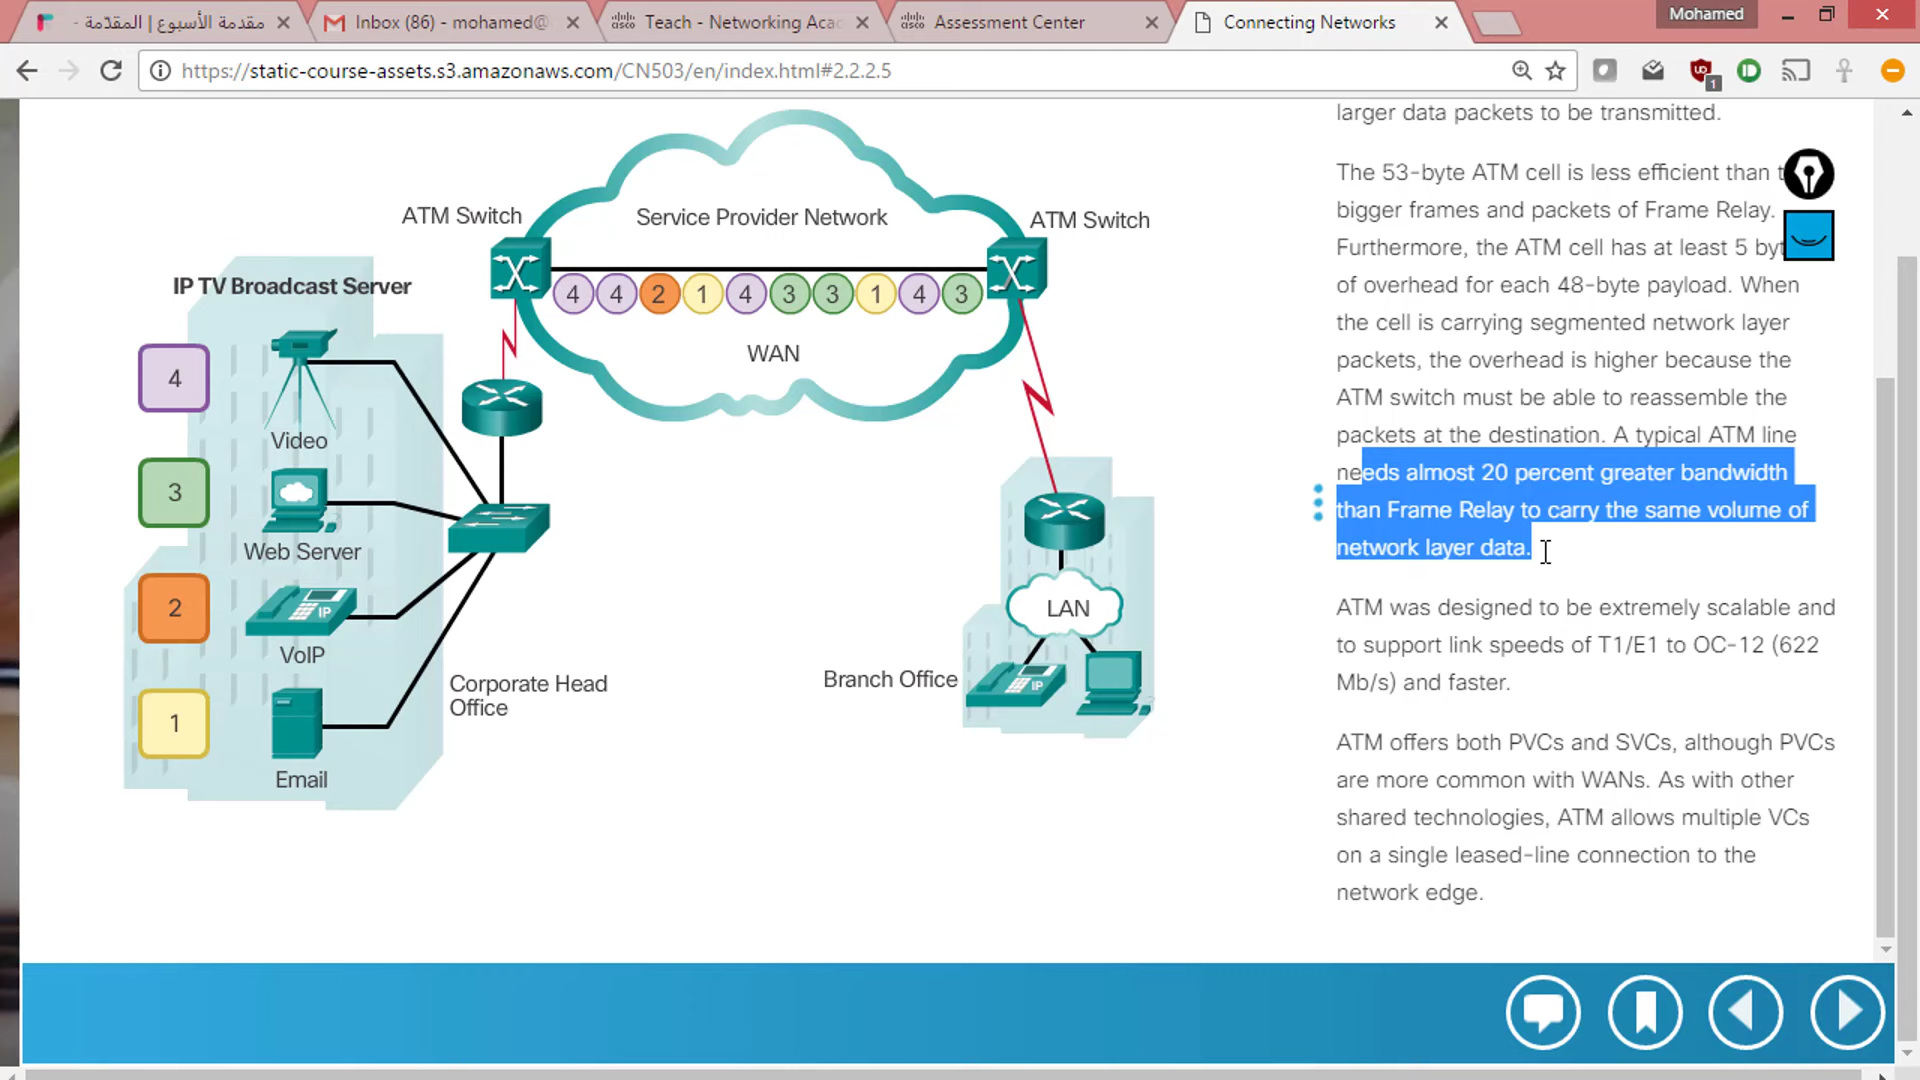 مقدمة الأسبوع | المقدّمة -
Inbox (86) - mohamed@
Teach - Networking Aca
Assessment Center
Connecting Networks
Mohamed
https://static-course-assets.s3.amazonaws.com/CN503/en/index.html#2.2.2.5
1
ATM Switch
Service Provider Network
ATM Switch
IP TV Broadcast Server
4 4 2 1 4 3 3 1 4 3
WAN
4
Video
3
Web Server
2
IP
VoIP
1
Email
Corporate Head
Office
LAN
Branch Office
IP
larger data packets to be transmitted.
The 53-byte ATM cell is less efficient than
bigger frames and packets of Frame Relay.
Furthermore, the ATM cell has at least 5
of overhead for each 48-byte payload. When
the cell is carrying segmented network layer
packets, the overhead is higher because the
ATM switch must be able to reassemble the
packets at the destination. A typical ATM line
needs almost 20 percent greater bandwidth
than Frame Relay to carry the same volume of
network layer data.
ATM was designed to be extremely scalable and
to support link speeds of T1/E1 to OC-12 (622
Mb/s) and faster.
ATM offers both PVCs and SVCs, although PVCs
are more common with WANs. As with other
shared technologies, ATM allows multiple VCs
on a single leased-line connection to the
network edge.